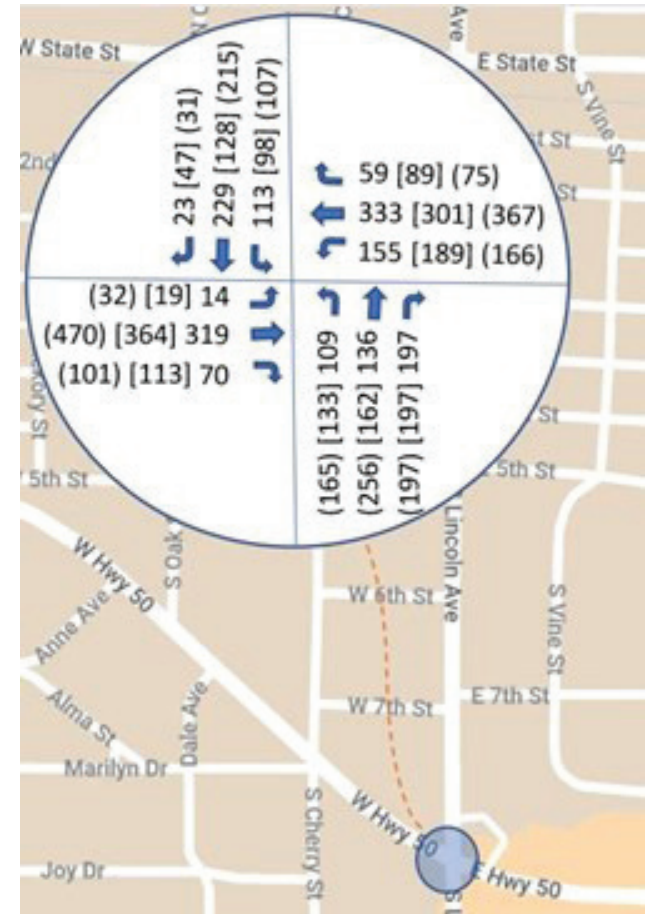 W State St
Ave
E State St
S Vine St
2nd
St
St
23 [47] (31)
229 [128] (215)
113 [98] (107)
59 [89] (75)
333 [301] (367)
155 [189] (166)
(32) [19] 14
(470) [364] 319
(101) [113] 70
(165) [133] 109
(256) [162] 136
(197) [197] 197
St
5th St
5th St
Lincoln Ave
W Hwy 50
S Oak
W 6th St
S Vine St
Anne Ave
Alma St
Dale Ave
W 7th St
E 7th St
Marilyn Dr
S Cherry St
W Hwy 50
E Hwy 50
Joy Dr